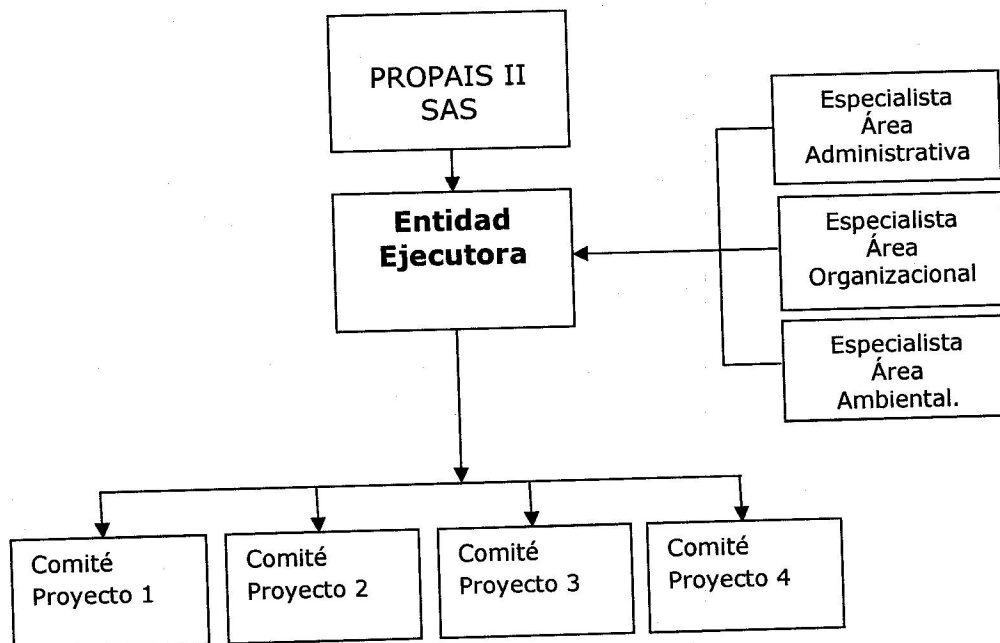 PROPAIS II
SAS
Entidad
Ejecutora
Especialista
Área
Administrativa
Especialista
Área
Organizacional
Especialista
Área
Ambiental.
Comité
Proyecto 1
Comité
Proyecto 2
Comité
Proyecto 3
Comité
Proyecto 4